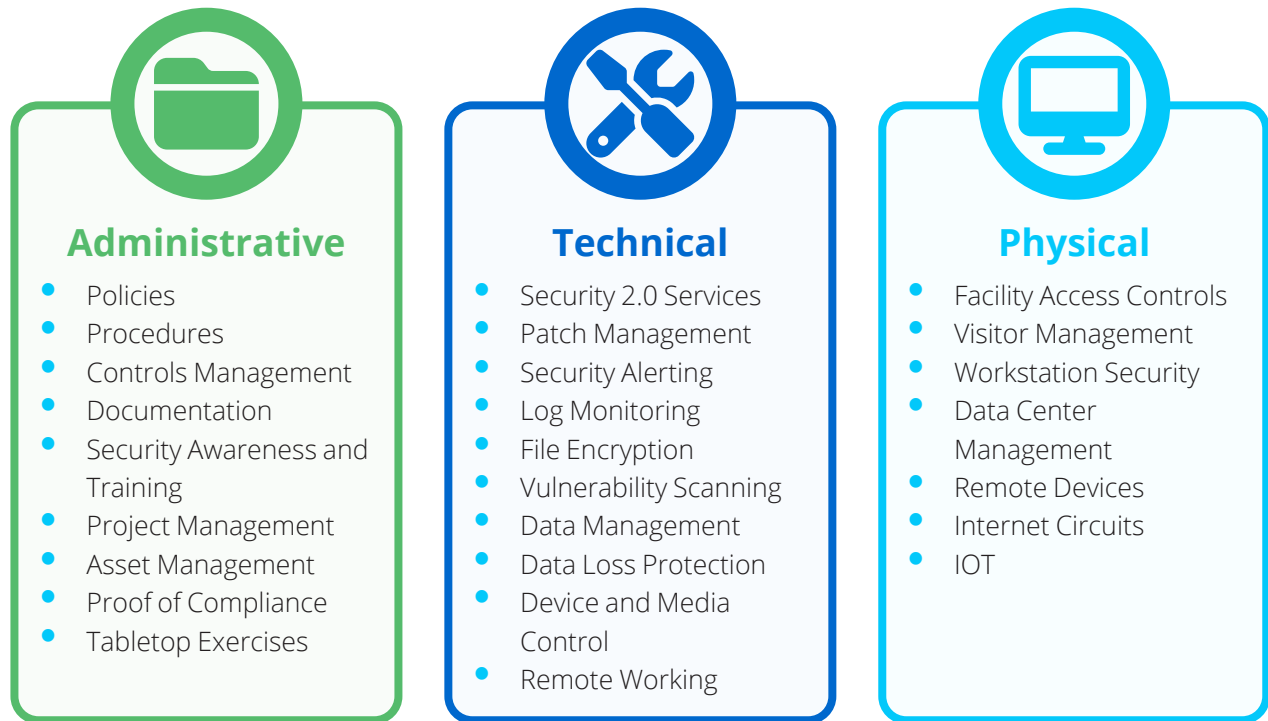 Administrative
Policies
Procedures
Controls Management
Documentation
Security Awareness and
Training
Project Management
Asset Management
Proof of Compliance
Tabletop Exercises
Technical
Security 2.0 Services
Patch Management
Security Alerting
Log Monitoring
File Encryption
Vulnerability Scanning
Data Management
Data Loss Protection
Device and Media
Control
Remote Working
Physical
Facility Access Controls
Visitor Management
Workstation Security
Data Center
Management
Remote Devices
Internet Circuits
IOT